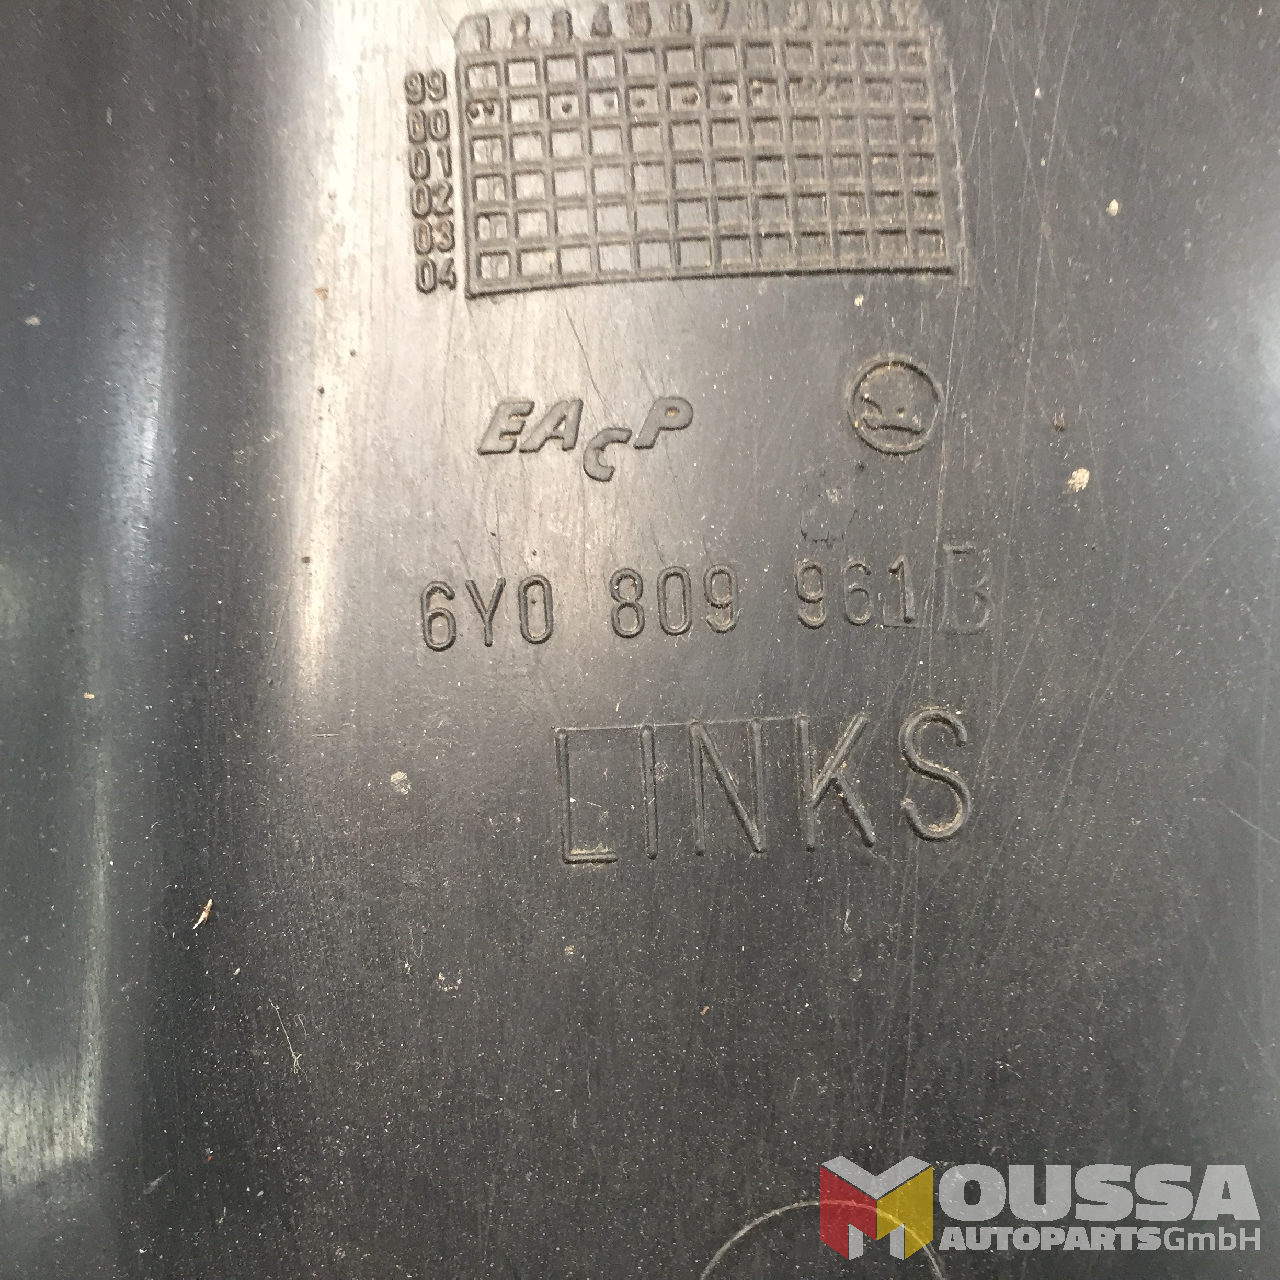 99
00
01
02
03
04
EACP
6Y0 809 961 B
LINKS
MOUSSA
AUTOPARTS GmbH